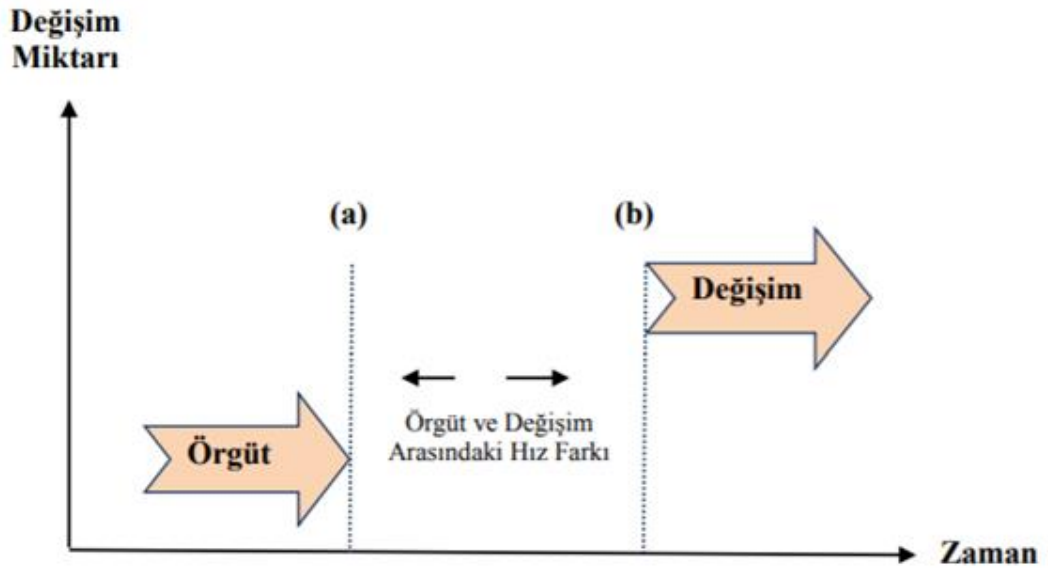 Değişim
Miktarı
(a)
(b)
Değişim
Örgüt ve Değişim
Arasındaki Hız Farkı
Örgüt
Zaman